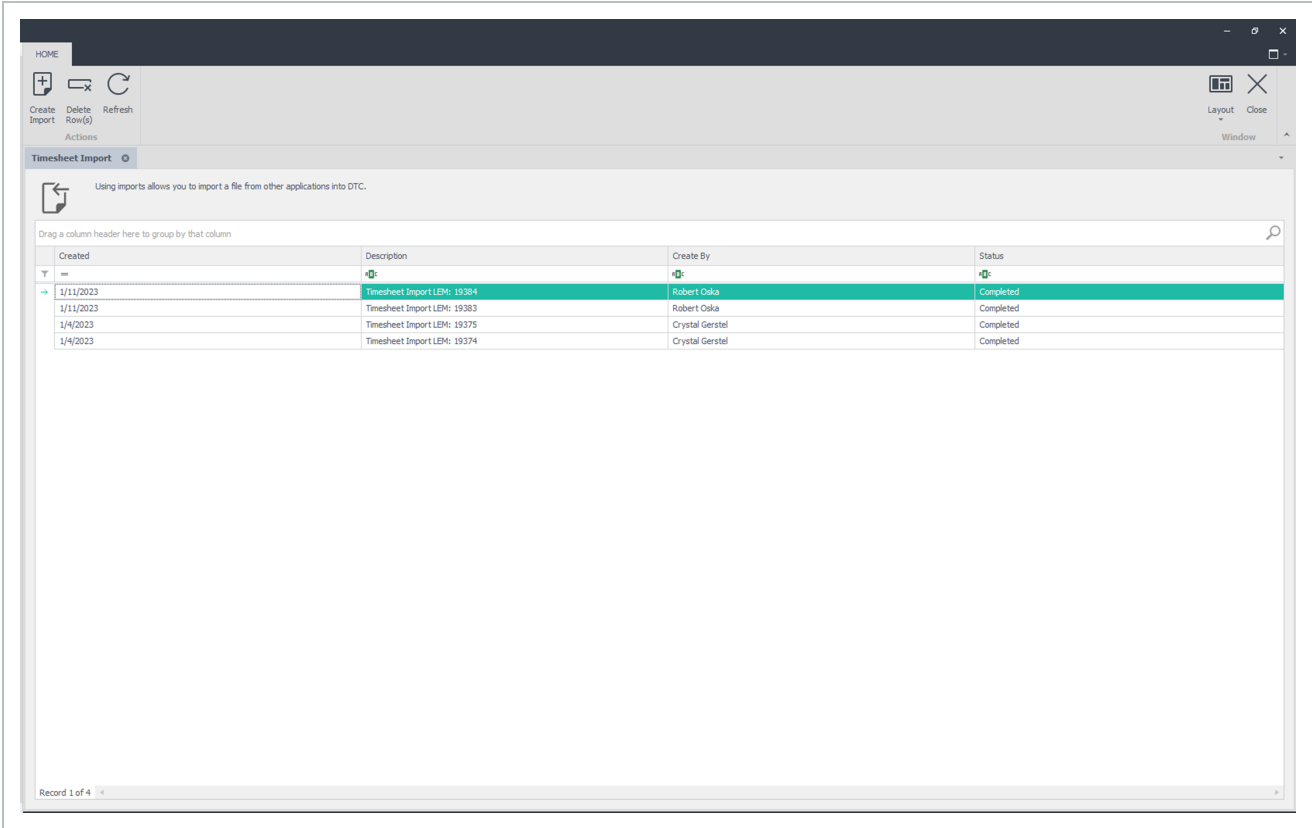 HOME
Create Import
Delete Row(s)
Refresh
Layout
Close
Actions
Window
Timesheet Import
Using imports allows you to import a file from other applications into DTC.
Drag a column header here to group by that column
Created Description Create By Status
=
1/11/2023 Timesheet Import LEM: 19384 Robert Oska Completed
1/11/2023 Timesheet Import LEM: 19383 Robert Oska Completed
1/4/2023 Timesheet Import LEM: 19375 Crystal Gerstel Completed
1/4/2023 Timesheet Import LEM: 19374 Crystal Gerstel Completed
Record 1 of 4